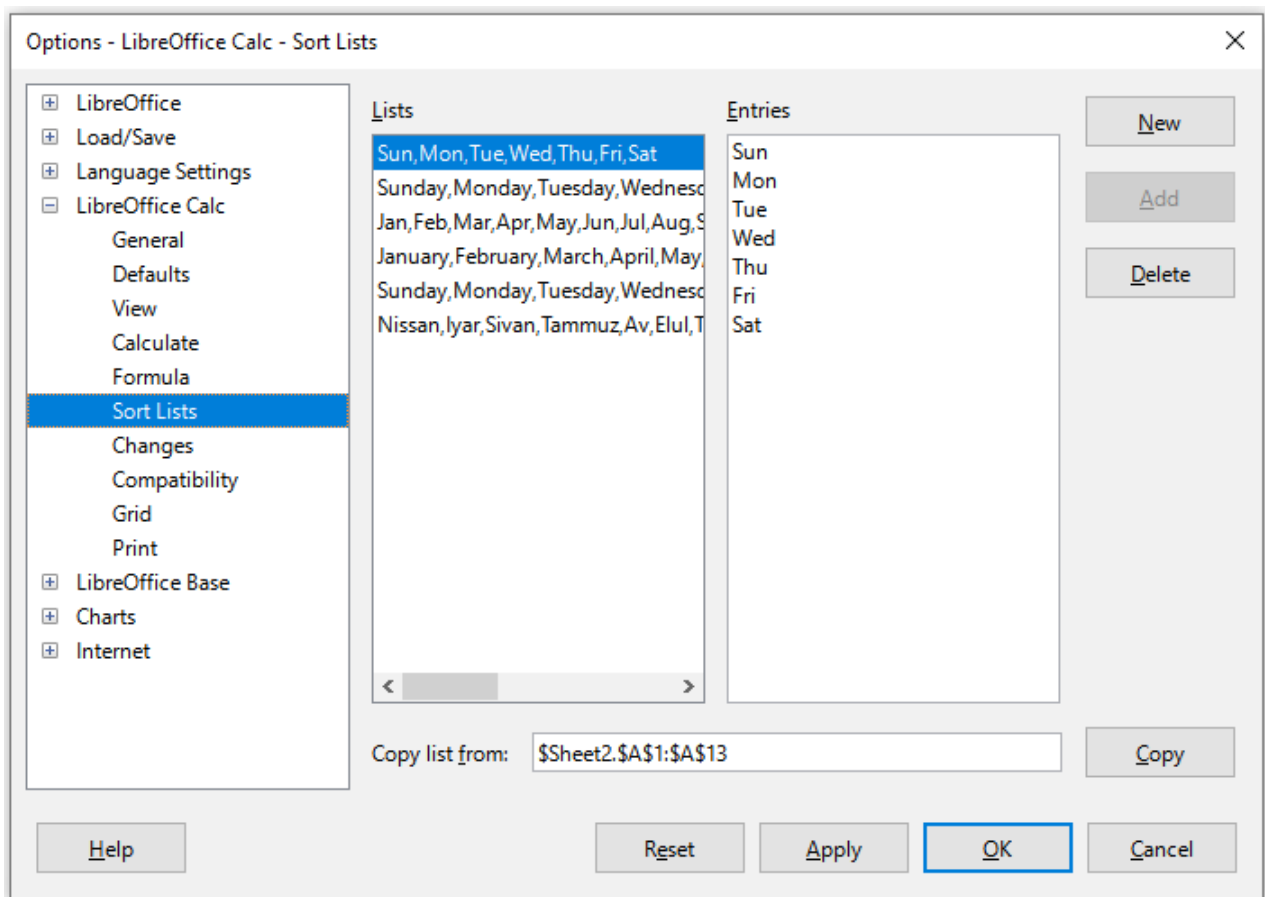 Options - LibreOffice Calc - Sort Lists
LibreOffice
Load/Save
Language Settings
LibreOffice Calc
General
Defaults
View
Calculate
Formula
Sort Lists
Changes
Compatibility
Grid
Print
LibreOffice Base
Charts
Internet
Lists
Sun,Mon,Tue,Wed,Thu,Fri,Sat
Sunday,Monday,Tuesday,Wednesd
Jan,Feb,Mar,Apr,May,Jun,Jul,Aug,S
January,February,March,April,May,
Sunday,Monday,Tuesday,Wednesd
Nissan,Iyar,Sivan,Tammuz,Av,Elul,T
Entries
Sun
Mon
Tue
Wed
Thu
Fri
Sat
New
Add
Delete
Copy list from: $Sheet2.$A$1:$A$13 Copy
Help Reset Apply OK Cancel